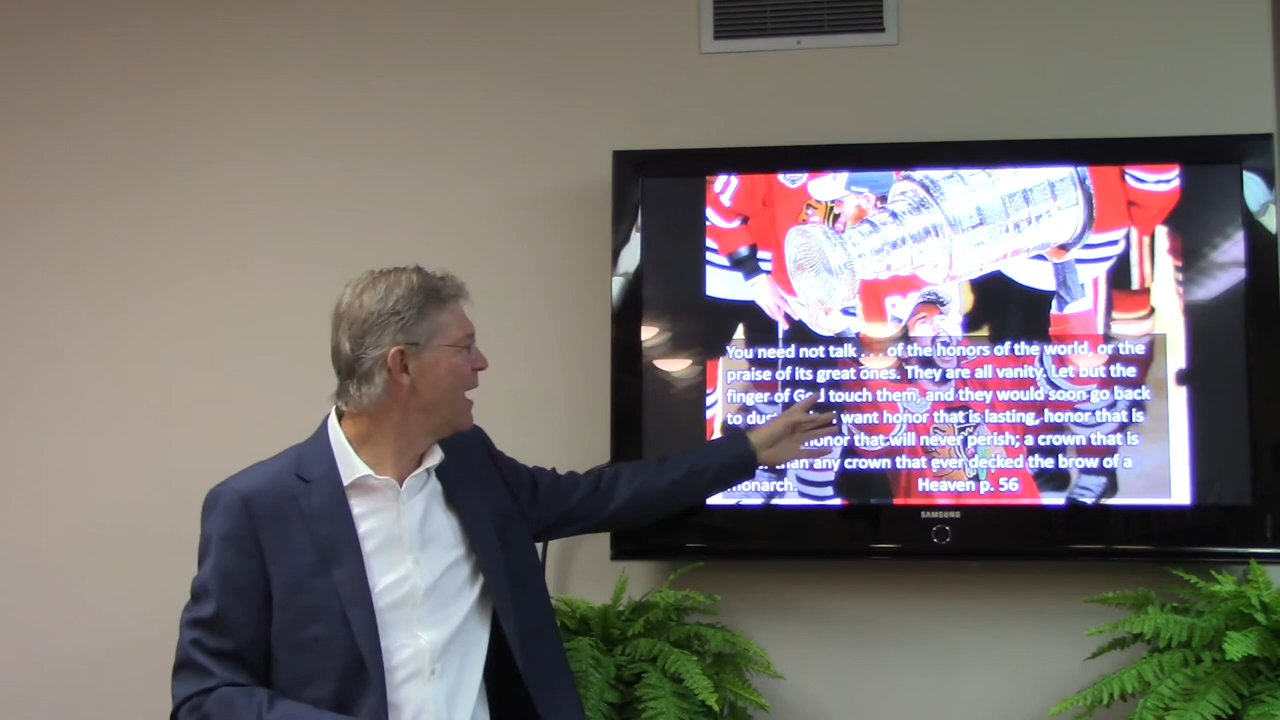 You need not talk . . . of the honors of the world, or the
praise of its great ones. They are all vanity. Let but the
finger of God touch them, and they would soon go back
to dust want honor that is lasting, honor that is
honor that will never perish; a crown that is
than any crown that ever decked the brow of a
monarch. Heaven p. 56
SAMSUNG